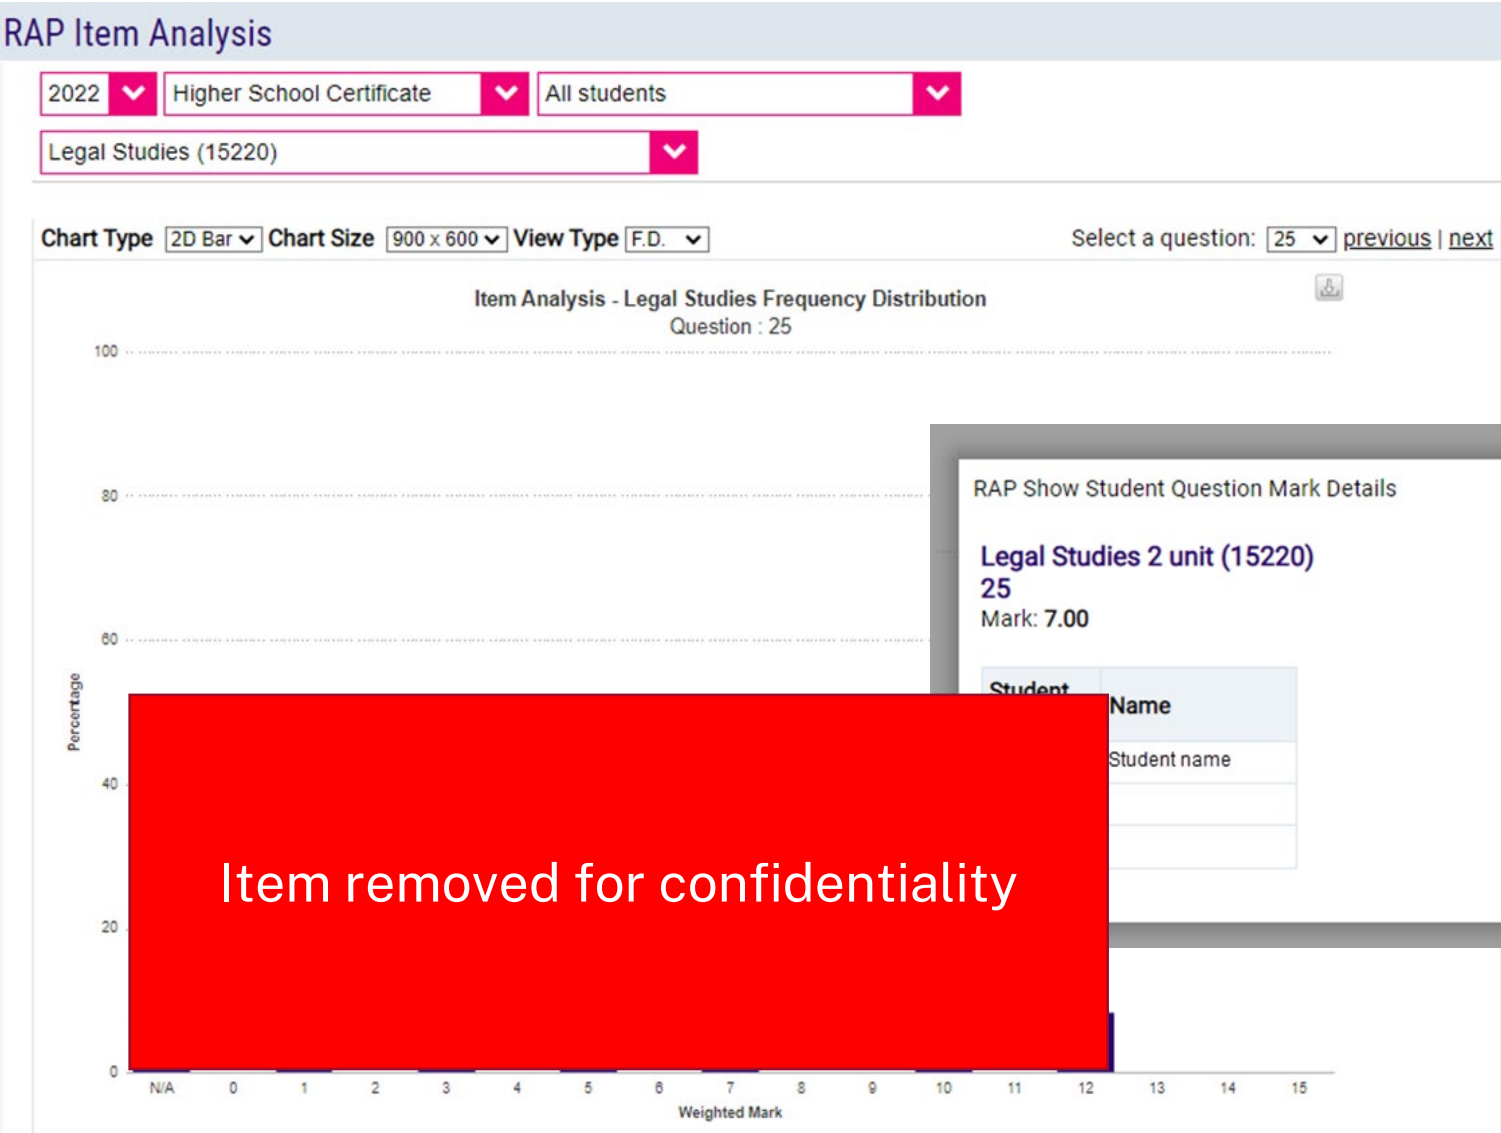 RAP Item Analysis
2022 Higher School Certificate All students
Legal Studies (15220)
Chart Type 2D Bar Chart Size 900 x 600 View Type F.D. Select a question: 25 previous | next
Item Analysis - Legal Studies Frequency Distribution
Question : 25
100
80
60
40
20
0
Percentage
RAP Show Student Question Mark Details
Legal Studies 2 unit (15220)
25
Mark: 7.00
Student
Name
Student name
Item removed for confidentiality
N/A 0 1 2 3 4 5 6 7 8 9 10 11 12 13 14 15
Weighted Mark